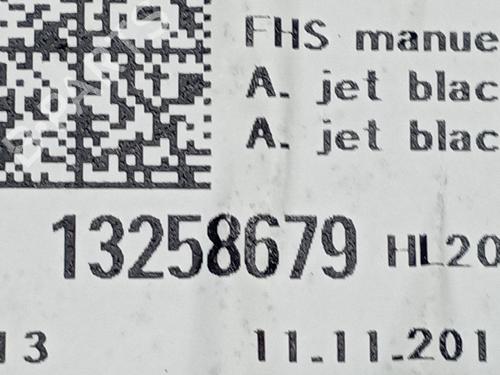 FHS manue
A. jet blac
A. jet blac
13258679 HL20
13
11.11.201